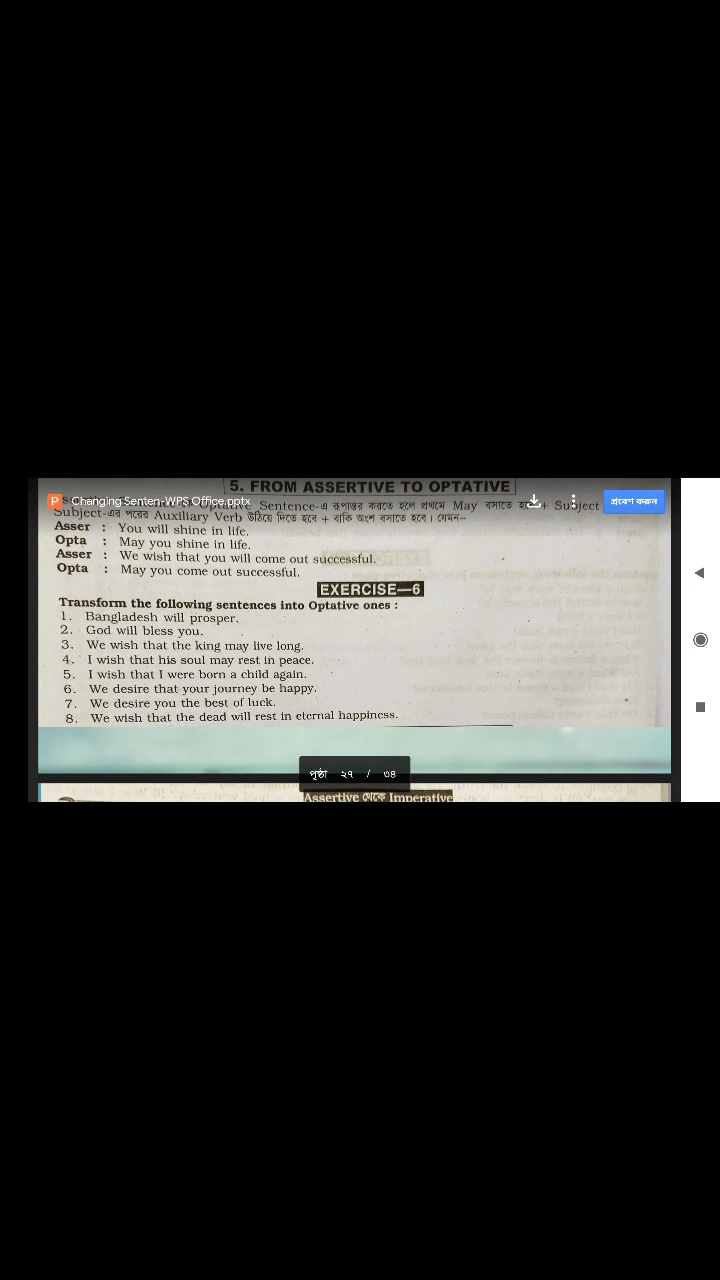 5. FROM ASSERTIVE TO OPTATIVE
Changing Senten-WPS Office.pptx
প্রবেশ করুন
Optative Sentence-এ রূপান্তর করতে হলে প্রথমে May বসাতে + Subject
Subject-এর পরের Auxiliary Verb উঠিয়ে দিতে হবে + বাকি অংশ বসাতে হবে। যেমন–
Asser : You will shine in life.
Opta : May you shine in life.
Asser : We wish that you will come out successful.
Opta : May you come out successful.
EXERCISE—6
Transform the following sentences into Optative ones :
1. Bangladesh will prosper.
2. God will bless you.
3. We wish that the king may live long.
4. I wish that his soul may rest in peace.
5. I wish that I were born a child again.
6. We desire that your journey be happy.
7. We desire you the best of luck.
8. We wish that the dead will rest in eternal happiness.
পৃষ্ঠা ২৭ / ৩৪
Assertive থেকে Imperative